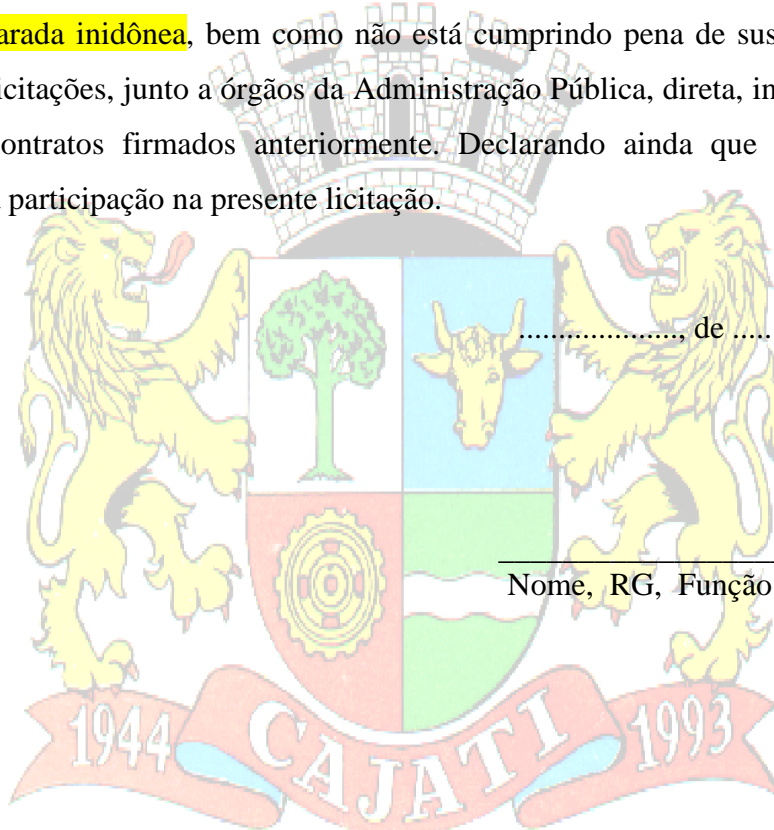 arada inidônea, bem como não está cumprindo pena de sus
icitações, junto a órgãos da Administração Pública, direta, in
ontratos firmados anteriormente. Declarando ainda que
participação na presente licitação.
...................., de .....
Nome, RG, Função
1944 CAJATI 1993